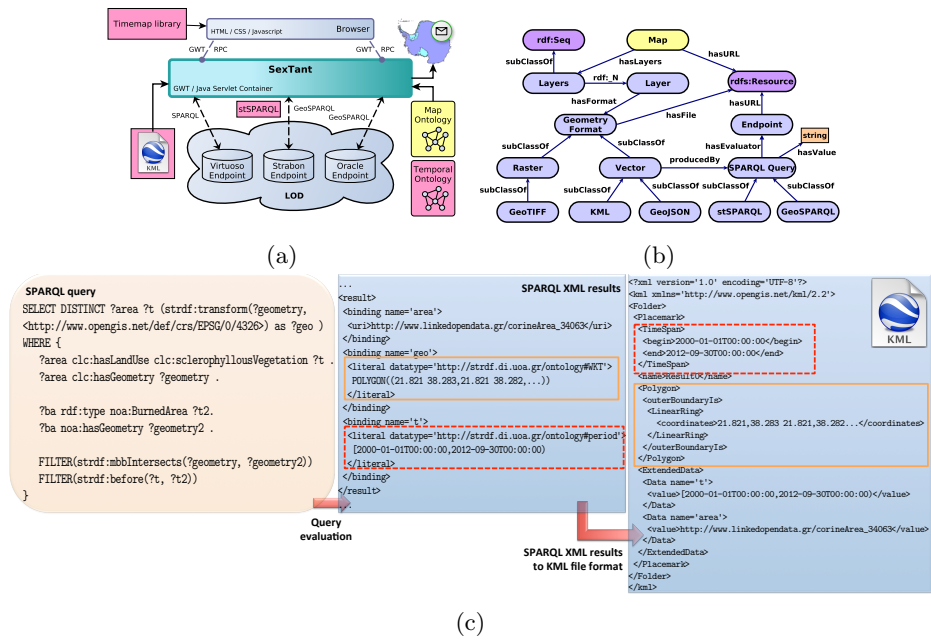 Timemap library
HTML / CSS / Javascript
Browser
GWT
RPC
GWT
RPC
SexTant
GWT / Java Servlet Container
SPARQL
stSPARQL
GeoSPARQL
GeoSPARQL
KML
Virtuoso
Endpoint
Strabon
Endpoint
Oracle
Endpoint
LOD
Map
Ontology
Temporal
Ontology
(a)
rdf:Seq
Map
hasURL
subClassOf
hasLayers
Layers
rdf:_N
Layer
rdfs:Resource
hasFormat
hasURL
Geometry
Format
hasFile
Endpoint
string
subClassOf
subClassOf
hasEvaluator
hasValue
Raster
Vector
producedBy
SPARQL Query
subClassOf
subClassOf
subClassOf
subClassOf
subClassOf
GeoTIFF
KML
GeoJSON
stSPARQL
GeoSPARQL
(b)
SPARQL query
SELECT DISTINCT ?area ?t (strdf:transform(?geometry,
<http://www.opengis.net/def/crs/EPSG/0/4326>) as ?geo )
WHERE {
?area clc:hasLandUse clc:sclerophyllousVegetation ?t .
?area clc:hasGeometry ?geometry .
?ba rdf:type noa:BurnedArea ?t2.
?ba noa:hasGeometry ?geometry2 .
FILTER(strdf:mbbIntersects(?geometry, ?geometry2))
FILTER(strdf:before(?t, ?t2))
}
Query
evaluation
SPARQL XML results
...
<result>
<binding name='area'>
<uri>http://www.linkedopendata.gr/corineArea_34063</uri>
</binding>
<binding name='geo'>
<literal datatype='http://strdf.di.uoa.gr/ontology#WKT'>
POLYGON((21.821 38.283,21.821 38.282,...))
</literal>
</binding>
<binding name='t'>
<literal datatype='http://strdf.di.uoa.gr/ontology#period'>
[2000-01-01T00:00:00,2012-09-30T00:00:00)
</literal>
</binding>
</result>
...
SPARQL XML results
to KML file format
<?xml version='1.0' encoding='UTF-8'?>
<kml xmlns='http://www.opengis.net/kml/2.2'>
<Folder>
<Placemark>
<TimeSpan>
<begin>2000-01-01T00:00:00</begin>
<end>2012-09-30T00:00:00</end>
</TimeSpan>
<name>Result0</name>
<Polygon>
<outerBoundaryIs>
<LinearRing>
<coordinates>21.821,38.283 21.821,38.282...</coordinates>
</LinearRing>
</outerBoundaryIs>
</Polygon>
<ExtendedData>
<Data name='t'>
<value>[2000-01-01T00:00:00,2012-09-30T00:00:00)</value>
</Data>
<Data name='area'>
<value>http://www.linkedopendata.gr/corineArea_34063</value>
</Data>
</ExtendedData>
</Placemark>
</Folder>
</kml>
KML
(c)